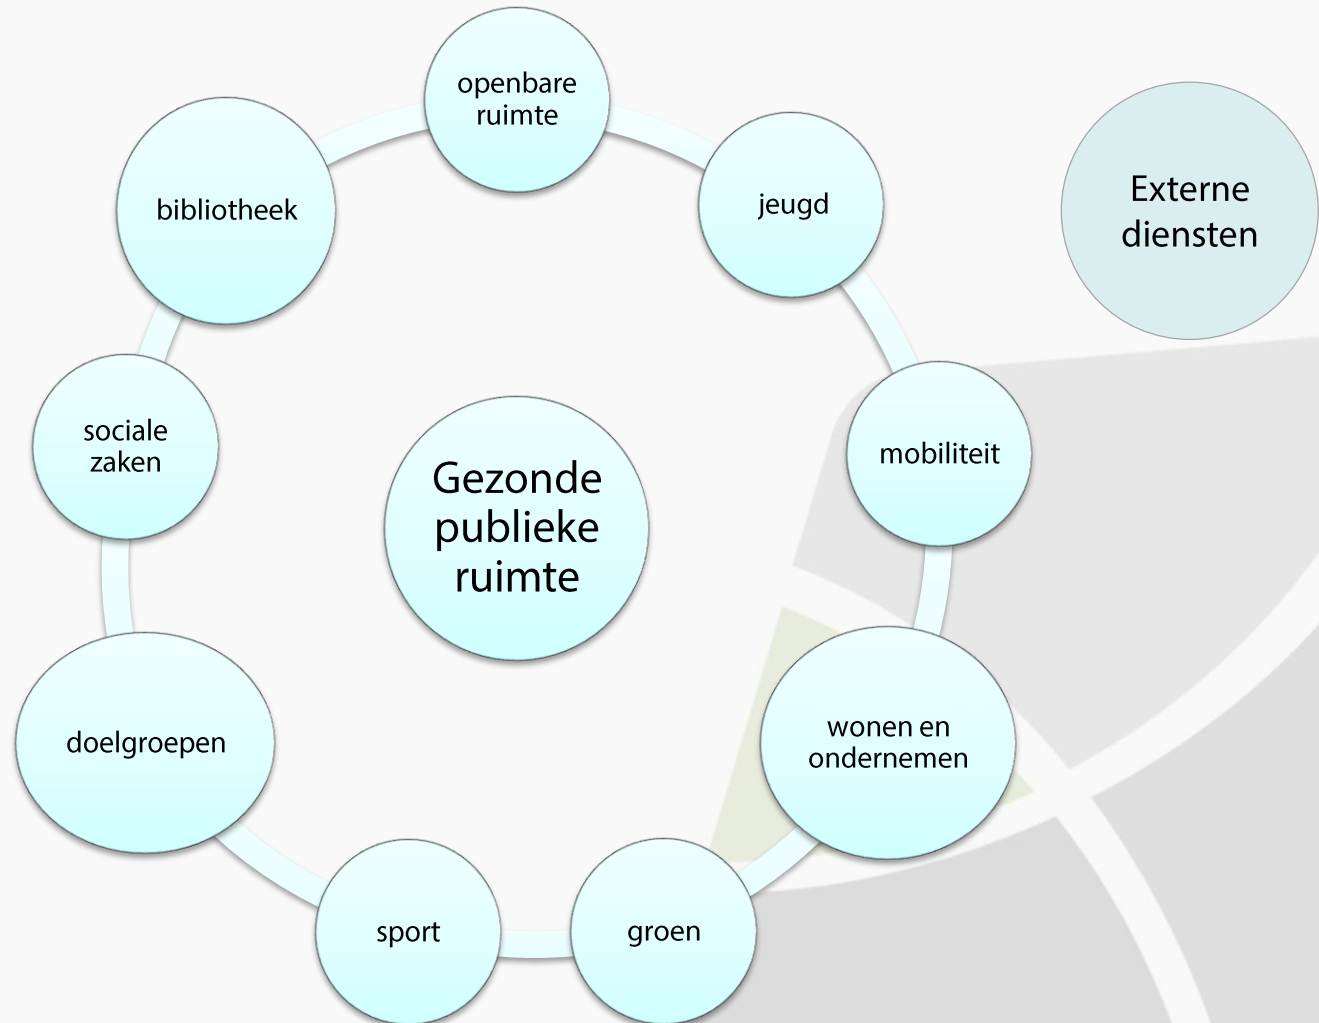 openbare
ruimte
jeugd
mobiliteit
wonen en
ondernemen
groen
sport
doelgroepen
sociale
zaken
bibliotheek
Gezonde
publieke
ruimte
Externe
diensten